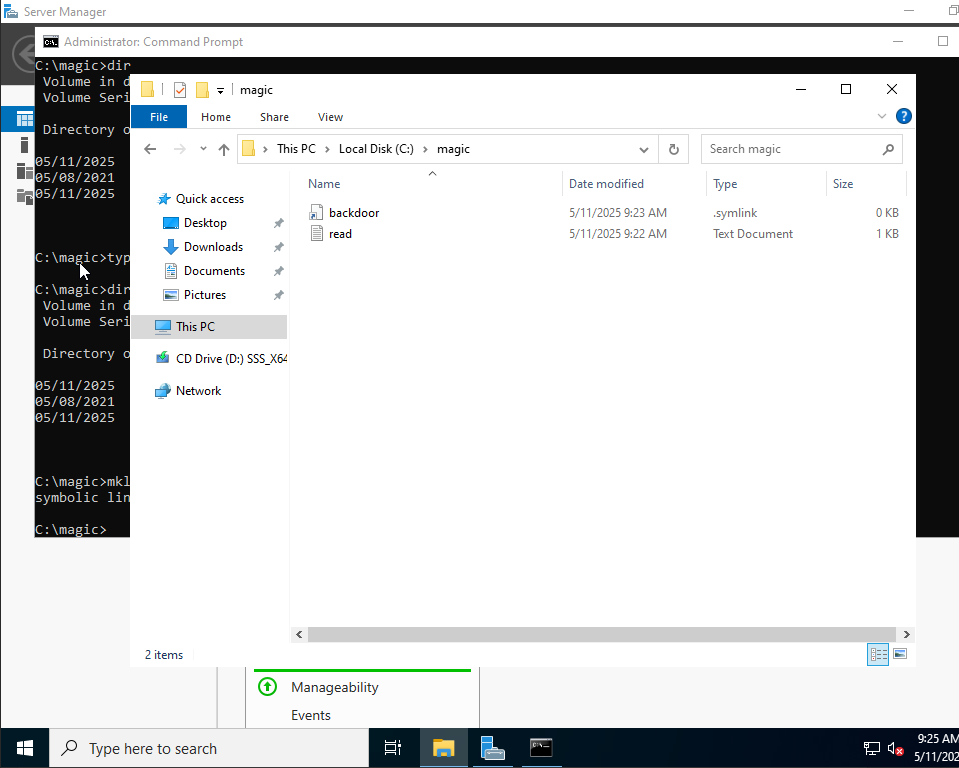 Server Manager
Administrator: Command Prompt
C:\magic>dir
Volume in d
Volume Seri
Directory o
05/11/2025
05/08/2021
05/11/2025
C:\magic>typ
C:\magic>dir
Volume in d
Volume Seri
Directory o
05/11/2025
05/08/2021
05/11/2025
C:\magic>mkl
symbolic lin
C:\magic>
magic
File Home Share View
This PC > Local Disk (C:) > magic
Search magic
Name Date modified Type Size
backdoor 5/11/2025 9:23 AM .symlink 0 KB
read 5/11/2025 9:22 AM Text Document 1 KB
Quick access
Desktop
Downloads
Documents
Pictures
This PC
CD Drive (D:) SSS_X64
Network
2 items
Manageability
Events
Type here to search
9:25 AM
5/11/202